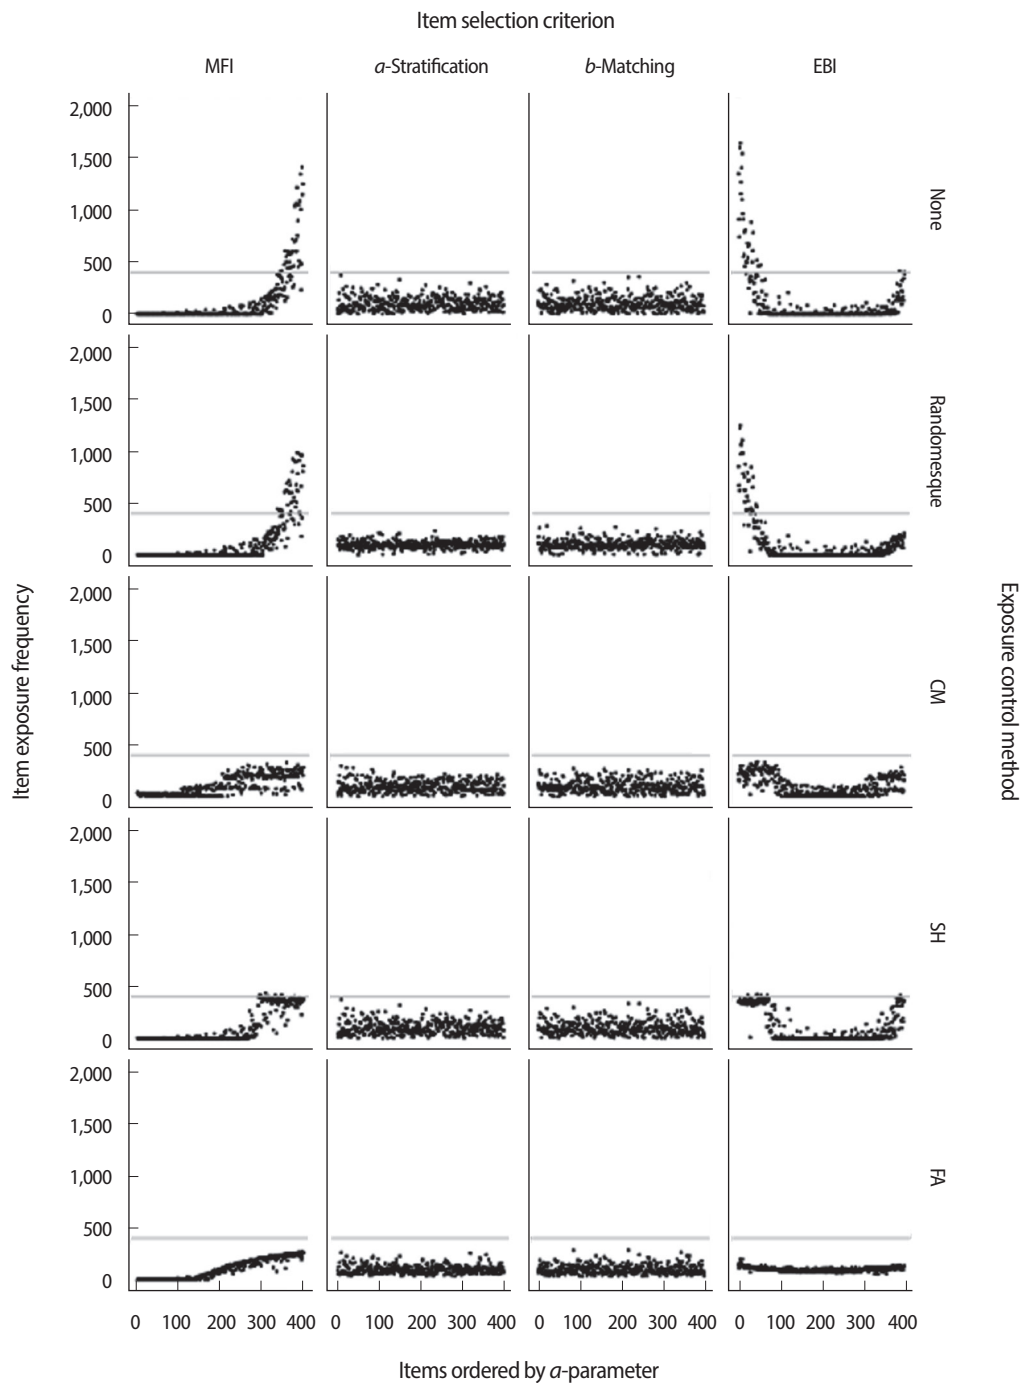 Item selection criterion
MFI
a-Stratification
b-Matching
EBI
2,000
1,500
1,000
500
0
None
2,000
1,500
1,000
500
0
Randomesque
2,000
1,500
1,000
500
0
CM
2,000
1,500
1,000
500
0
SH
2,000
1,500
1,000
500
0
FA
Item exposure frequency
Exposure control method
0 100 200 300 400
0 100 200 300 400
0 100 200 300 400
0 100 200 300 400
Items ordered by a-parameter